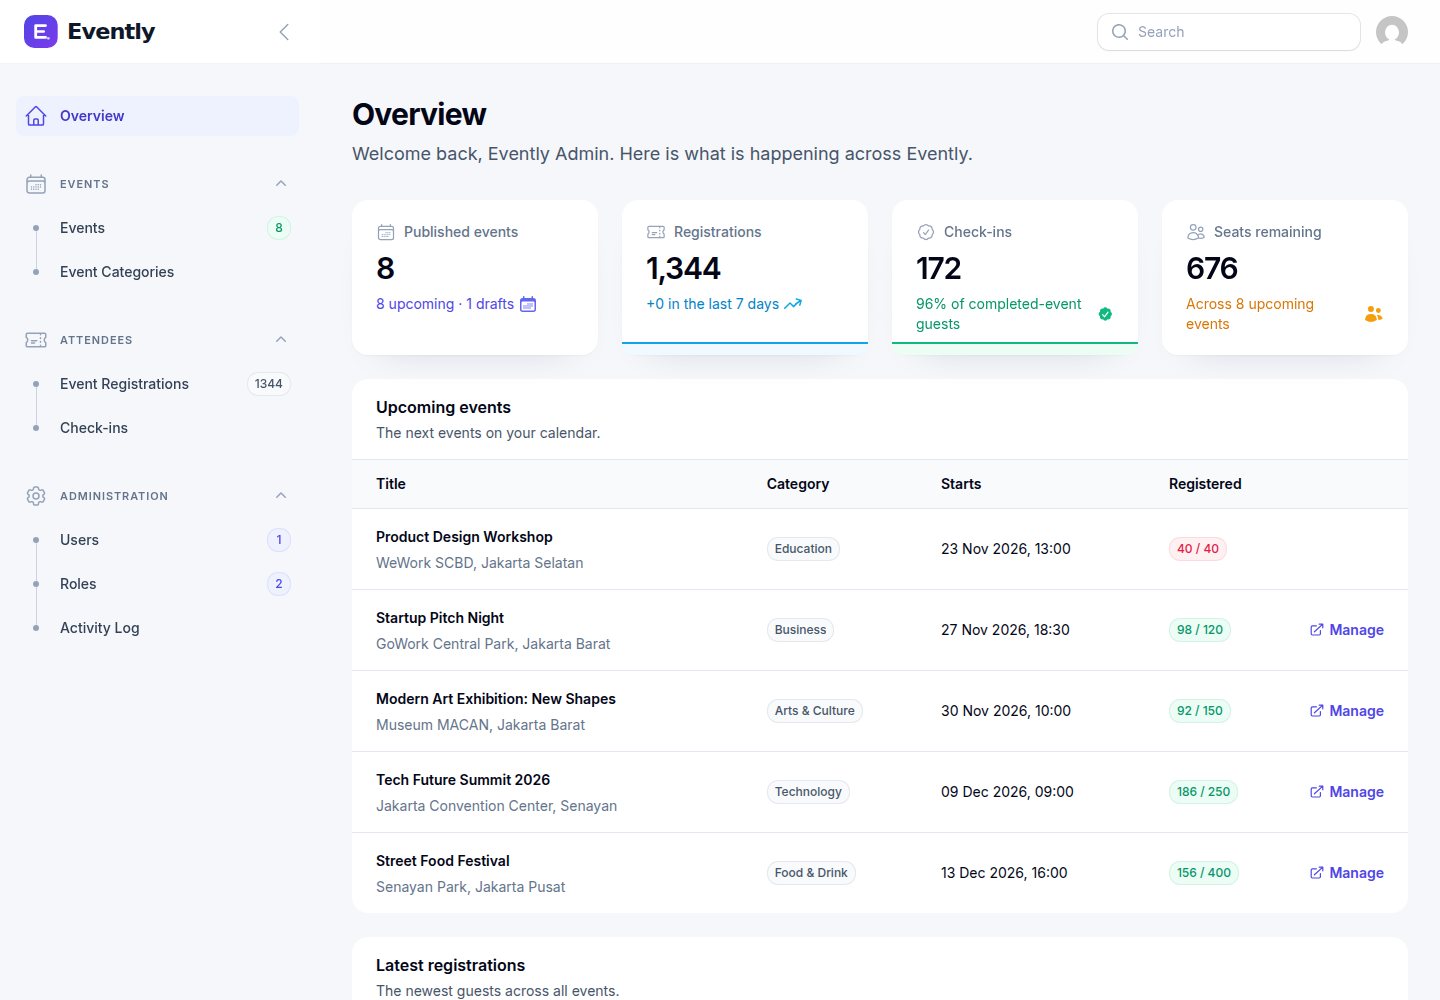 E. Evently
Search
Overview
EVENTS
Events 8
Event Categories
ATTENDEES
Event Registrations 1344
Check-ins
ADMINISTRATION
Users 1
Roles 2
Activity Log
Overview
Welcome back, Evently Admin. Here is what is happening across Evently.
Published events
8
8 upcoming · 1 drafts
Registrations
1,344
+0 in the last 7 days
Check-ins
172
96% of completed-event
guests
Seats remaining
676
Across 8 upcoming
events
Upcoming events
The next events on your calendar.
Title Category Starts Registered
Product Design Workshop
WeWork SCBD, Jakarta Selatan
Education 23 Nov 2026, 13:00 40 / 40
Startup Pitch Night
GoWork Central Park, Jakarta Barat
Business 27 Nov 2026, 18:30 98 / 120 Manage
Modern Art Exhibition: New Shapes
Museum MACAN, Jakarta Barat
Arts & Culture 30 Nov 2026, 10:00 92 / 150 Manage
Tech Future Summit 2026
Jakarta Convention Center, Senayan
Technology 09 Dec 2026, 09:00 186 / 250 Manage
Street Food Festival
Senayan Park, Jakarta Pusat
Food & Drink 13 Dec 2026, 16:00 156 / 400 Manage
Latest registrations
The newest guests across all events.